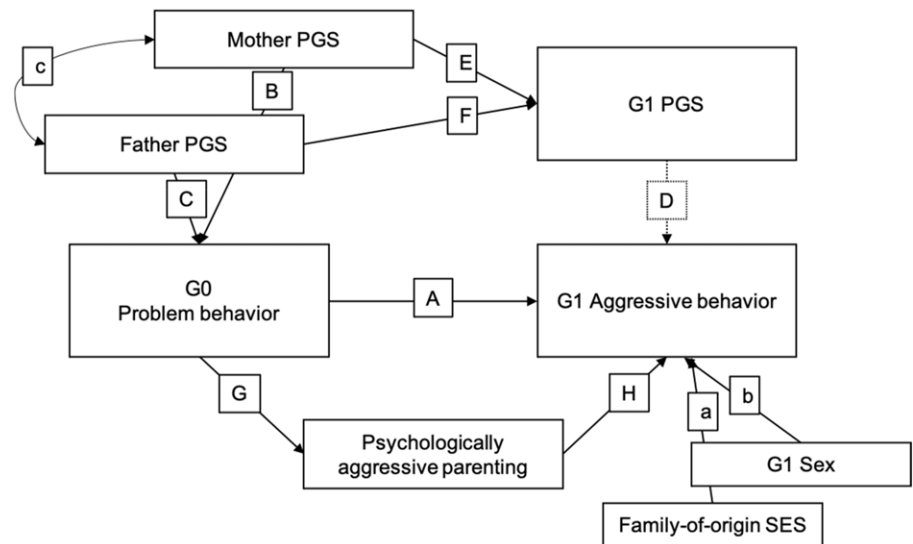 Mother PGS
c
E
B
G1 PGS
F
Father PGS
C
D
G0
Problem behavior
A
G1 Aggressive behavior
G
H
a
b
Psychologically
aggressive parenting
G1 Sex
Family-of-origin SES